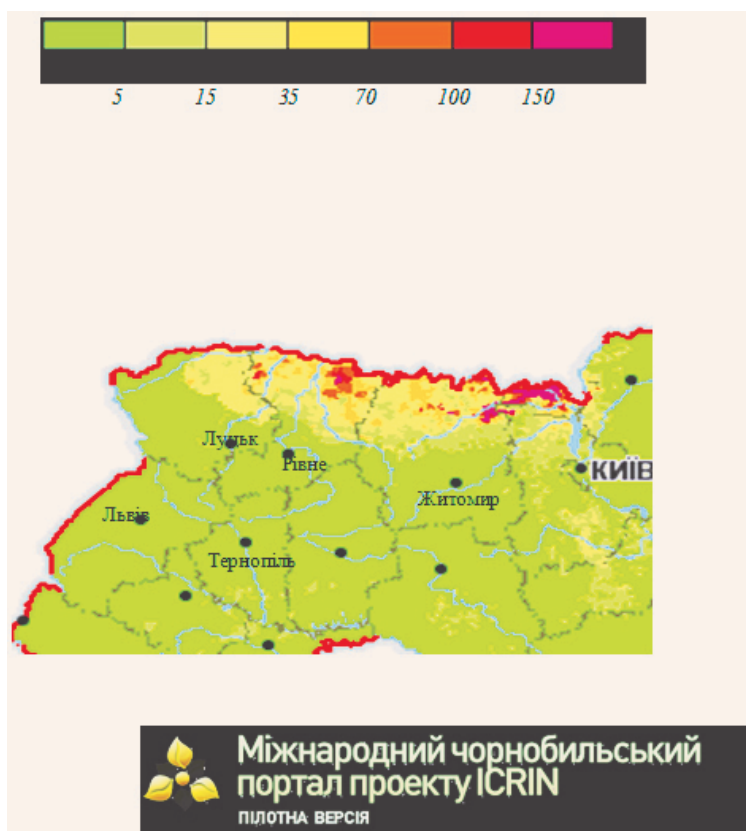 5 15 35 70 100 150
Луцьк
Рівне
КИЇВ
Житомир
Львів
Тернопіль
Міжнародний чорнобильський
портал проекту ICRIN
ПІЛОТНА ВЕРСІЯ